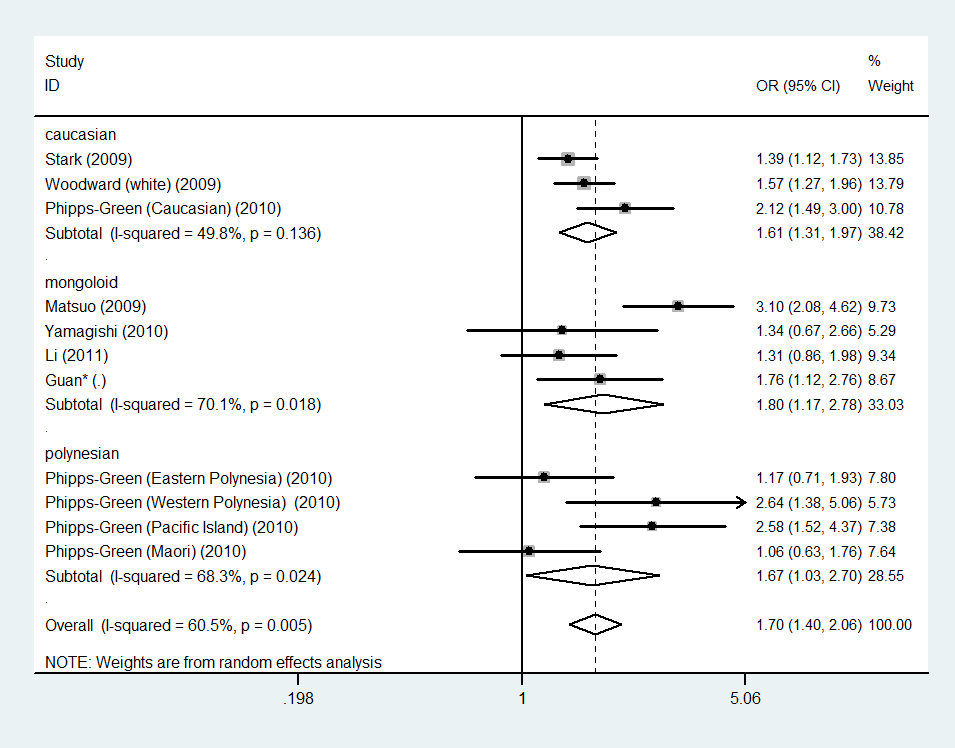 Study %
ID OR (95% CI) Weight
caucasian
Stark (2009) 1.39 (1.12, 1.73) 13.85
Woodward (white) (2009) 1.57 (1.27, 1.96) 13.79
Phipps-Green (Caucasian) (2010) 2.12 (1.49, 3.00) 10.78
Subtotal (I-squared = 49.8%, p = 0.136) 1.61 (1.31, 1.97) 38.42
.
mongoloid
Matsuo (2009) 3.10 (2.08, 4.62) 9.73
Yamagishi (2010) 1.34 (0.67, 2.66) 5.29
Li (2011) 1.31 (0.86, 1.98) 9.34
Guan* (.) 1.76 (1.12, 2.76) 8.67
Subtotal (I-squared = 70.1%, p = 0.018) 1.80 (1.17, 2.78) 33.03
.
polynesian
Phipps-Green (Eastern Polynesia) (2010) 1.17 (0.71, 1.93) 7.80
Phipps-Green (Western Polynesia) (2010) 2.64 (1.38, 5.06) 5.73
Phipps-Green (Pacific Island) (2010) 2.58 (1.52, 4.37) 7.38
Phipps-Green (Maori) (2010) 1.06 (0.63, 1.76) 7.64
Subtotal (I-squared = 68.3%, p = 0.024) 1.67 (1.03, 2.70) 28.55
.
Overall (I-squared = 60.5%, p = 0.005) 1.70 (1.40, 2.06) 100.00
NOTE: Weights are from random effects analysis
.198 1 5.06